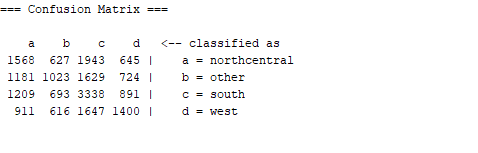 === Confusion Matrix ===
a b c d <-- classified as
1568 627 1943 645 | a = northcentral
1181 1023 1629 724 | b = other
1209 693 3338 891 | c = south
911 616 1647 1400 | d = west